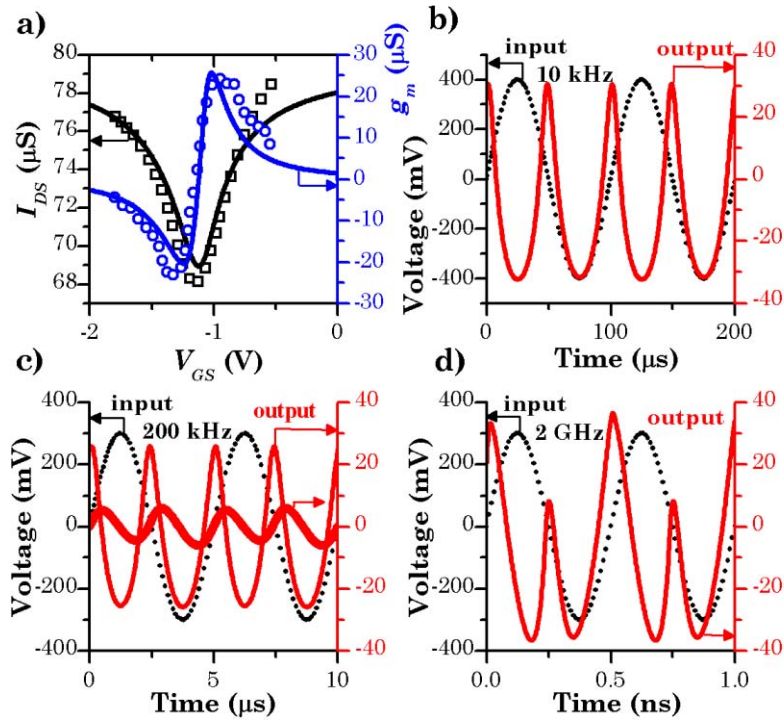 a)
I_DS (μS)
80
78
76
74
72
70
68
30
20
10
0
-10
-20
-30
g_m (μS)
-2
-1
0
V_GS (V)
b)
input
output
10 kHz
Voltage (mV)
400
200
0
-200
-400
40
20
0
-20
-40
0
50
100
150
200
Time (μs)
c)
input
output
200 kHz
Voltage (mV)
400
200
0
-200
-400
40
20
0
-20
-40
0
5
10
Time (μs)
d)
input
output
2 GHz
Voltage (mV)
400
200
0
-200
-400
40
20
0
-20
-40
0.0
0.5
1.0
Time (ns)